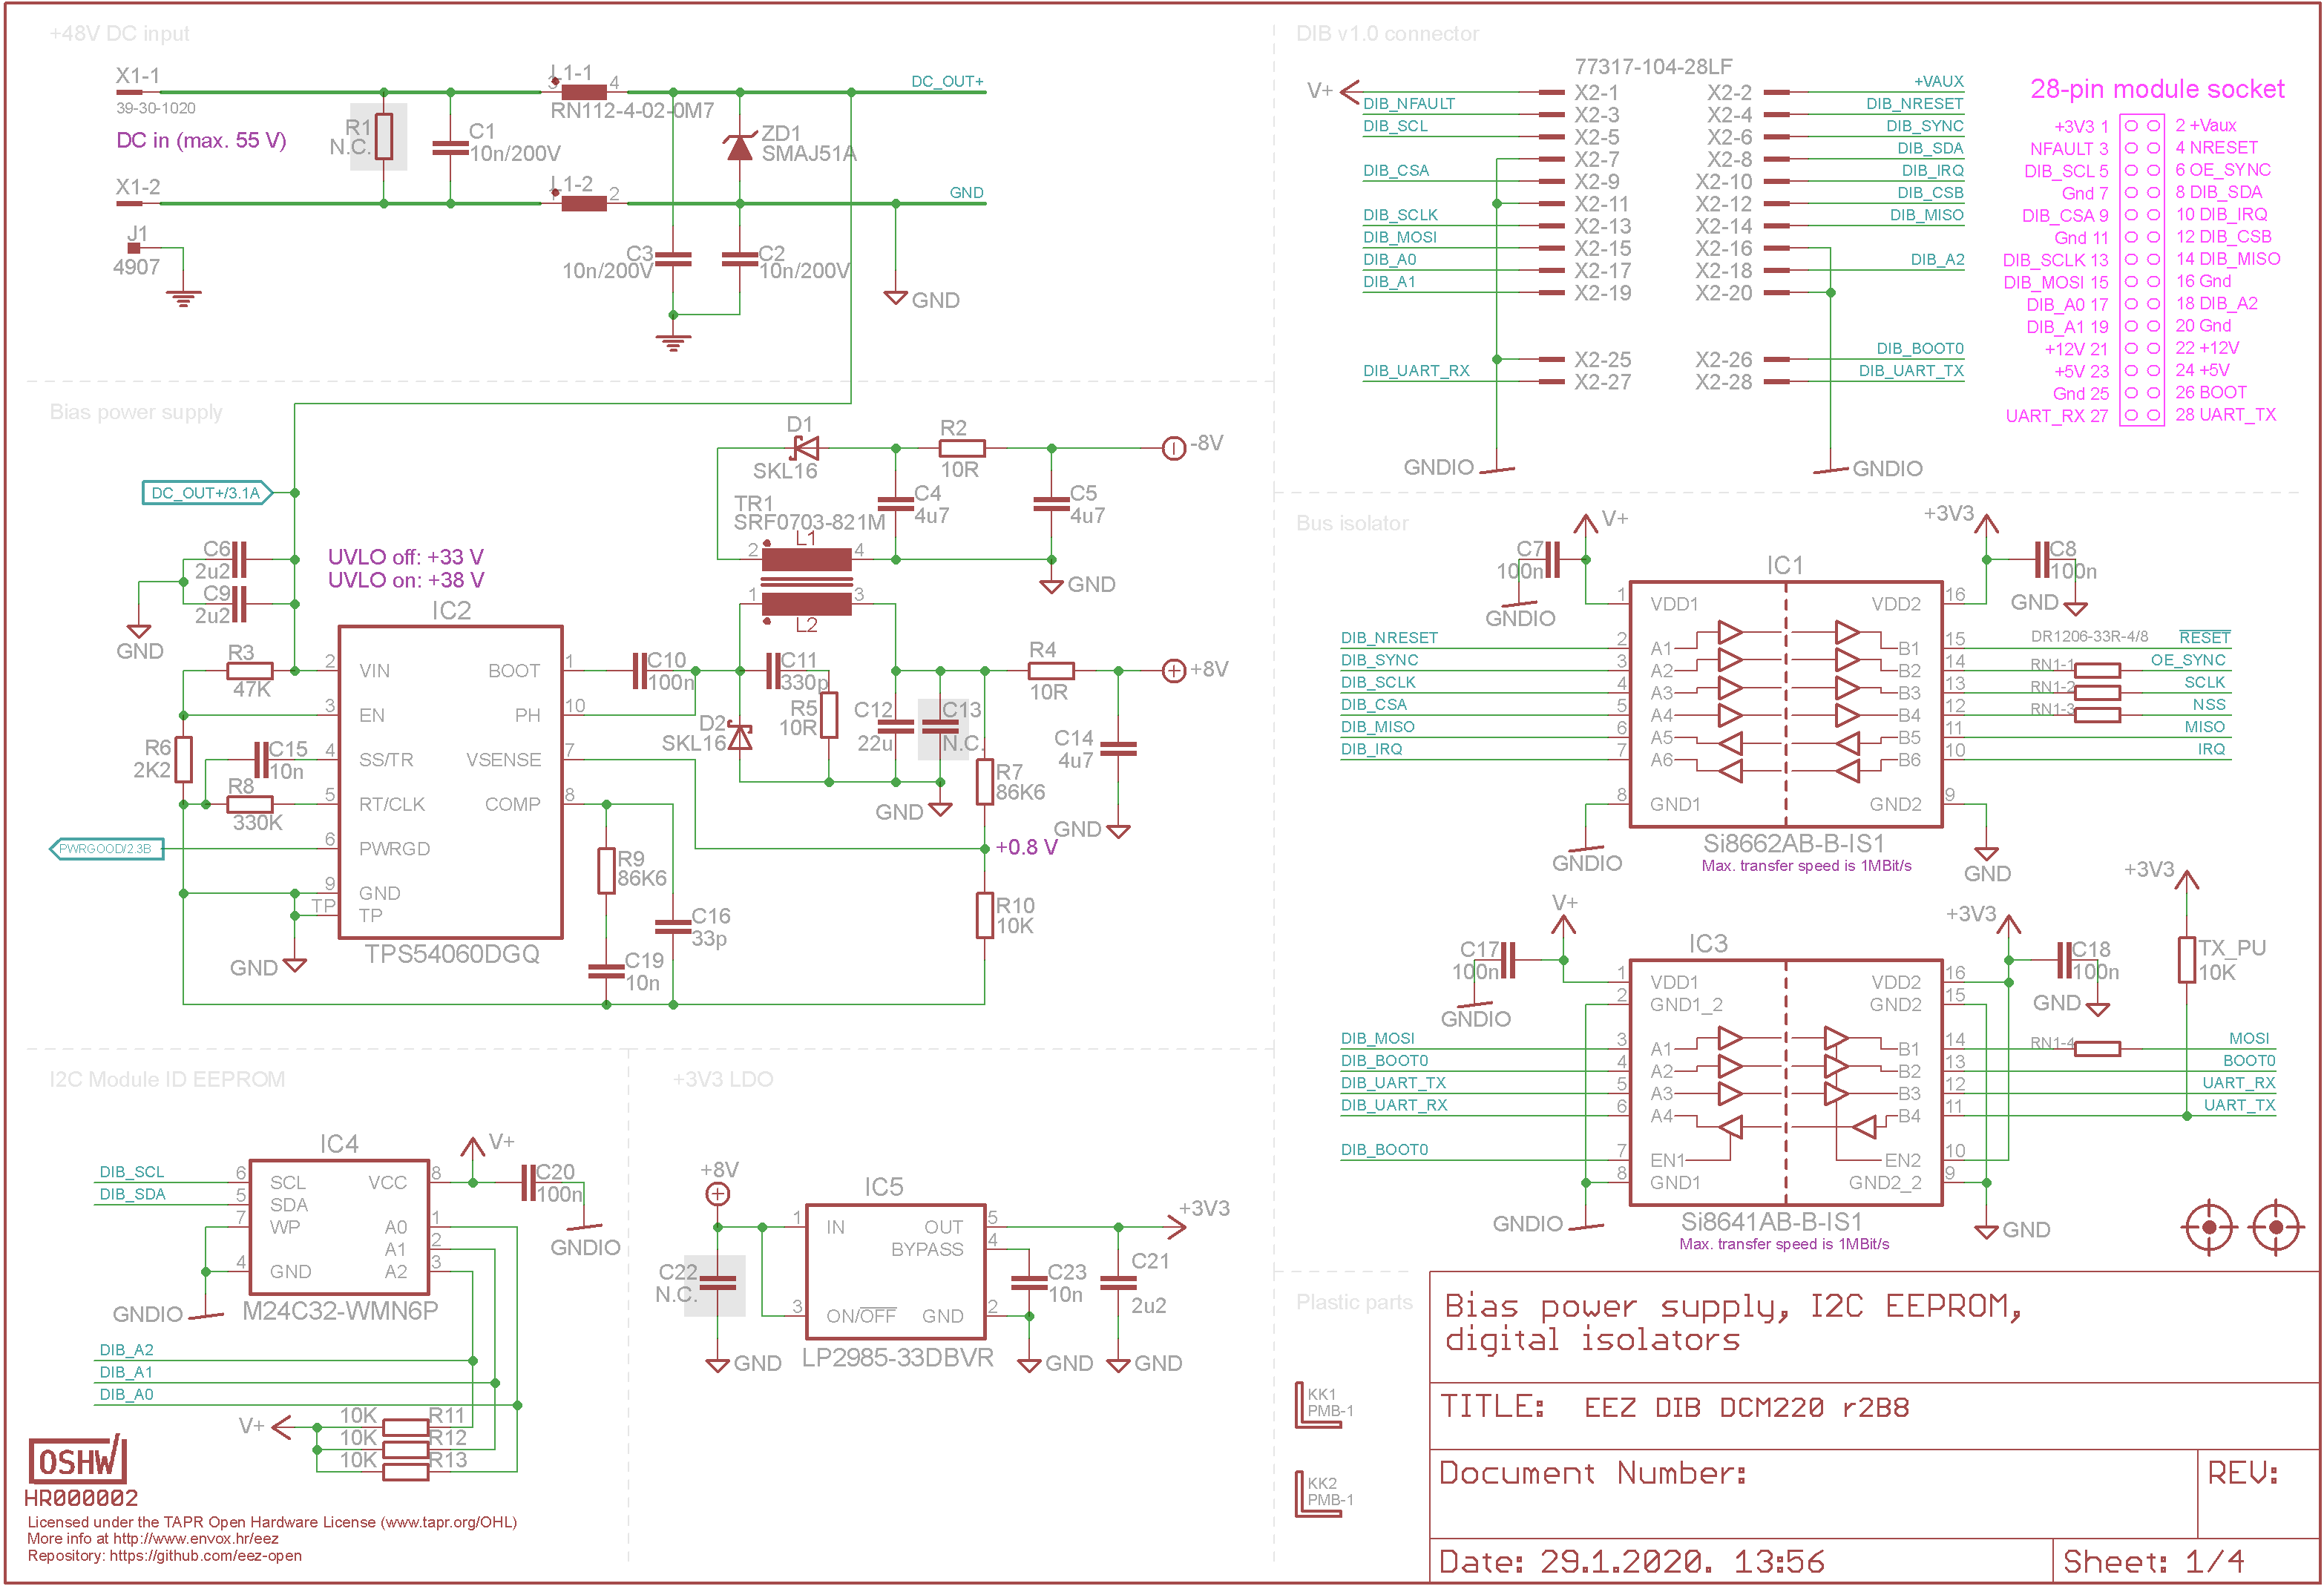 +48V DC input
X1-1
39-30-1020
DC in (max. 55 V)
X1-2
J1
4907
R1
N.C.
C1
10n/200V
L1-1
3
4
RN112-4-02-0M7
L1-2
1
2
ZD1
SMAJ51A
C3
10n/200V
C2
10n/200V
DC_OUT+
GND
GND
DIB v1.0 connector
77317-104-28LF
V+
DIB_NFAULT
DIB_SCL
DIB_CSA
DIB_SCLK
DIB_MOSI
DIB_A0
DIB_A1
DIB_UART_RX
X2-1
X2-3
X2-5
X2-7
X2-9
X2-11
X2-13
X2-15
X2-17
X2-19
X2-25
X2-27
X2-2
X2-4
X2-6
X2-8
X2-10
X2-12
X2-14
X2-16
X2-18
X2-20
X2-26
X2-28
+VAUX
DIB_NRESET
DIB_SYNC
DIB_SDA
DIB_IRQ
DIB_CSB
DIB_MISO
DIB_A2
DIB_BOOT0
DIB_UART_TX
GNDIO
GNDIO
28-pin module socket
+3V3 1 2 +Vaux
NFAULT 3 4 NRESET
DIB_SCL 5 6 OE_SYNC
Gnd 7 8 DIB_SDA
DIB_CSA 9 10 DIB_IRQ
Gnd 11 12 DIB_CSB
DIB_SCLK 13 14 DIB_MISO
DIB_MOSI 15 16 Gnd
DIB_A0 17 18 DIB_A2
DIB_A1 19 20 Gnd
+12V 21 22 +12V
+5V 23 24 +5V
Gnd 25 26 BOOT
UART_RX 27 28 UART_TX
Bias power supply
DC_OUT+/3.1A
C6
2u2
C9
2u2
GND
UVLO off: +33 V
UVLO on: +38 V
IC2
R3
47K
R6
2K2
C15
10n
R8
330K
PWRGOOD/2.3B
2 VIN
3 EN
4 SS/TR
5 RT/CLK
6 PWRGD
9 GND
TP TP
BOOT 1
PH 10
VSENSE 7
COMP 8
TPS54060DGQ
GND
D1
SKL16
R2
10R
-8V
C4
4u7
C5
4u7
GND
TR1
SRF0703-821M
L1
2
4
1
3
L2
C10
100n
C11
330p
D2
SKL16
R5
10R
C12
22u
C13
N.C.
GND
R4
10R
+8V
C14
4u7
GND
R7
86K6
+0.8 V
R10
10K
R9
86K6
C16
33p
C19
10n
Bus isolator
V+
C7
100n
GNDIO
IC1
+3V3
C8
100n
GND
DIB_NRESET
DIB_SYNC
DIB_SCLK
DIB_CSA
DIB_MISO
DIB_IRQ
1 VDD1
2 A1
3 A2
4 A3
5 A4
6 A5
7 A6
8 GND1
VDD2 16
B1 15
B2 14
B3 13
B4 12
B5 11
B6 10
GND2 9
DR1206-33R-4/8
RN1-1
RN1-2
RN1-3
RESET
OE_SYNC
SCLK
NSS
MISO
IRQ
GNDIO
Si8662AB-B-IS1
Max. transfer speed is 1MBit/s
GND
V+
C17
100n
GNDIO
IC3
+3V3
C18
100n
GND
+3V3
TX_PU
10K
DIB_MOSI
DIB_BOOT0
DIB_UART_TX
DIB_UART_RX
DIB_BOOT0
1 VDD1
2 GND1_2
3 A1
4 A2
5 A3
6 A4
7 EN1
8 GND1
VDD2 16
GND2 15
B1 14
B2 13
B3 12
B4 11
EN2 10
GND2_2 9
RN1-4
MOSI
BOOT0
UART_RX
UART_TX
GNDIO
Si8641AB-B-IS1
Max. transfer speed is 1MBit/s
GND
I2C Module ID EEPROM
IC4
DIB_SCL
DIB_SDA
6 SCL
5 SDA
7 WP
4 GND
VCC 8
A0 1
A1 2
A2 3
V+
C20
100n
GNDIO
GNDIO
M24C32-WMN6P
DIB_A2
DIB_A1
DIB_A0
V+
10K R11
10K R12
10K R13
OSHW
HR000002
Licensed under the TAPR Open Hardware License (www.tapr.org/OHL)
More info at http://www.envox.hr/eez
Repository: https://github.com/eez-open
+3V3 LDO
+8V
IC5
C22
N.C.
GND
1 IN
3 ON/OFF
OUT 5
BYPASS 4
GND 2
LP2985-33DBVR
C23
10n
GND
C21
2u2
GND
+3V3
Plastic parts
KK1
PMB-1
KK2
PMB-1
Bias power supply, I2C EEPROM,
digital isolators
TITLE: EEZ DIB DCM220 r2B8
Document Number:
REV:
Date: 29.1.2020. 13:56
Sheet: 1/4